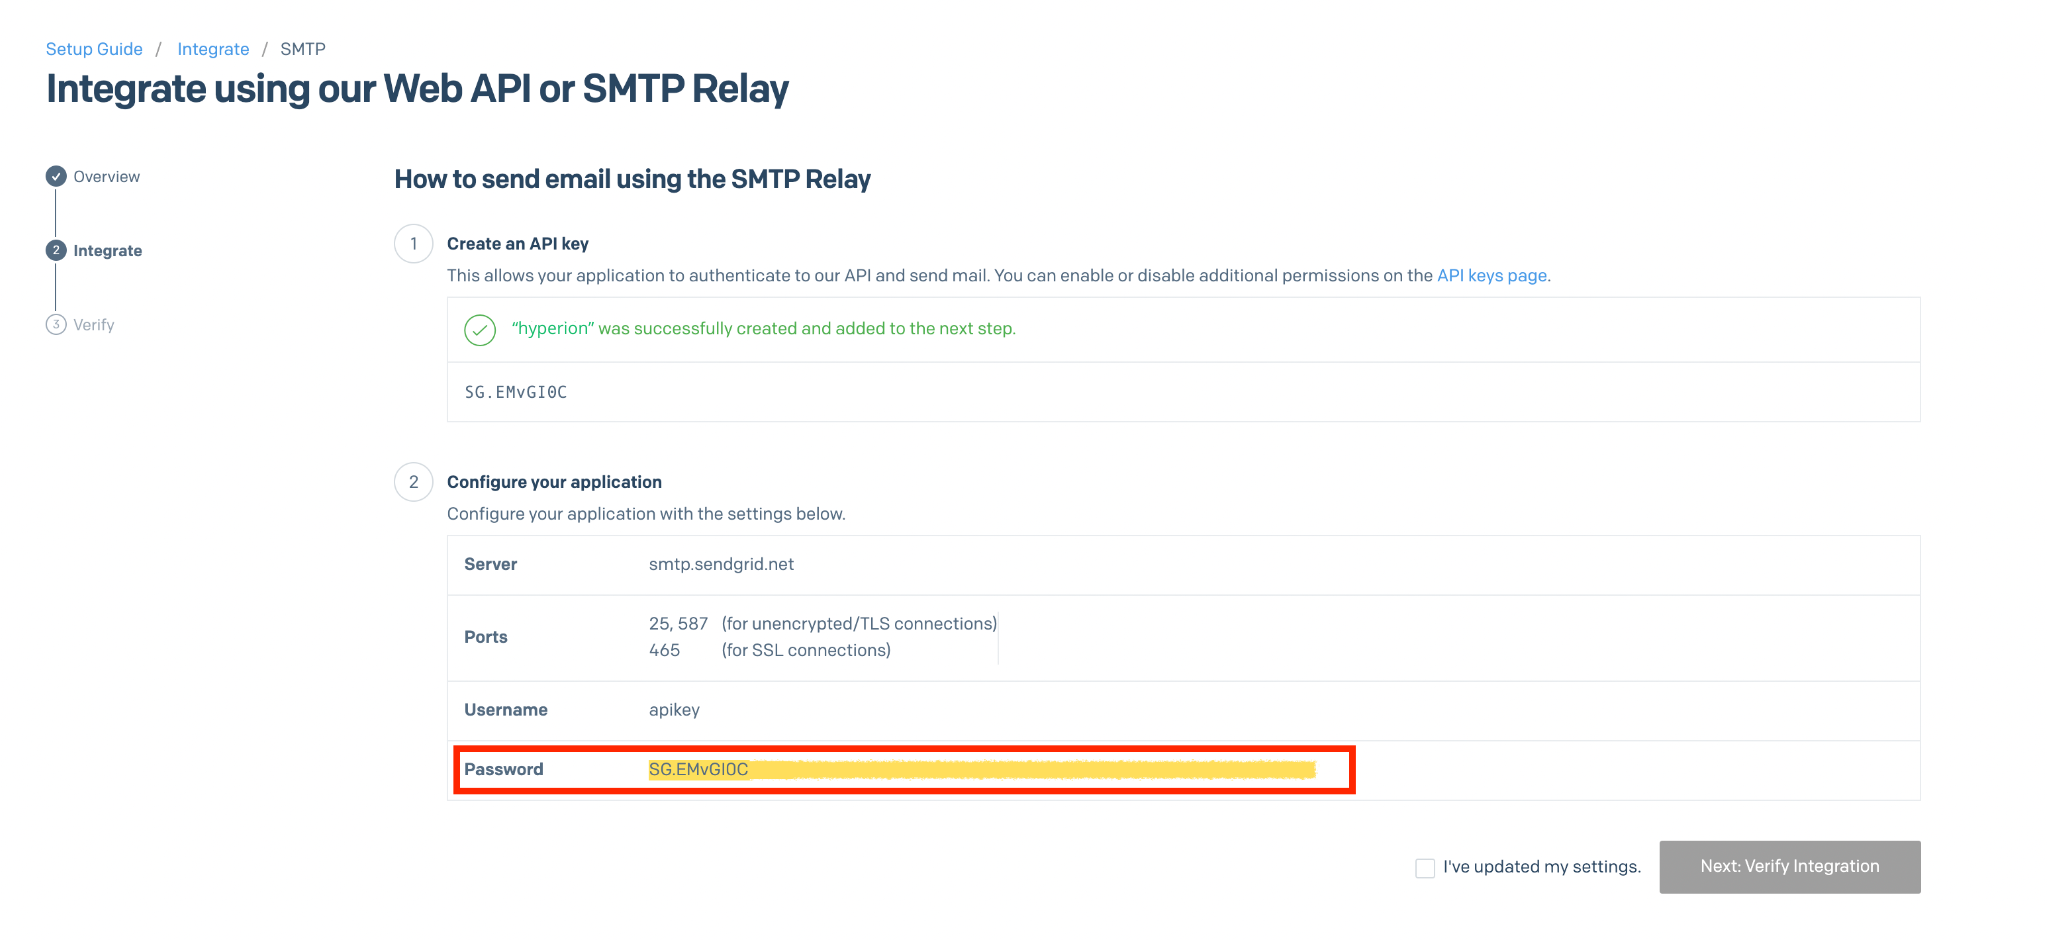 Setup Guide / Integrate / SMTP
Integrate using our Web API or SMTP Relay
Overview
2 Integrate
3 Verify
How to send email using the SMTP Relay
1 Create an API key
This allows your application to authenticate to our API and send mail. You can enable or disable additional permissions on the API keys page.
“hyperion” was successfully created and added to the next step.
SG.EMvGI0C
2 Configure your application
Configure your application with the settings below.
Server smtp.sendgrid.net
Ports
25, 587 (for unencrypted/TLS connections)
465 (for SSL connections)
Username apikey
Password SG.EMvGI0C
I've updated my settings. Next: Verify Integration